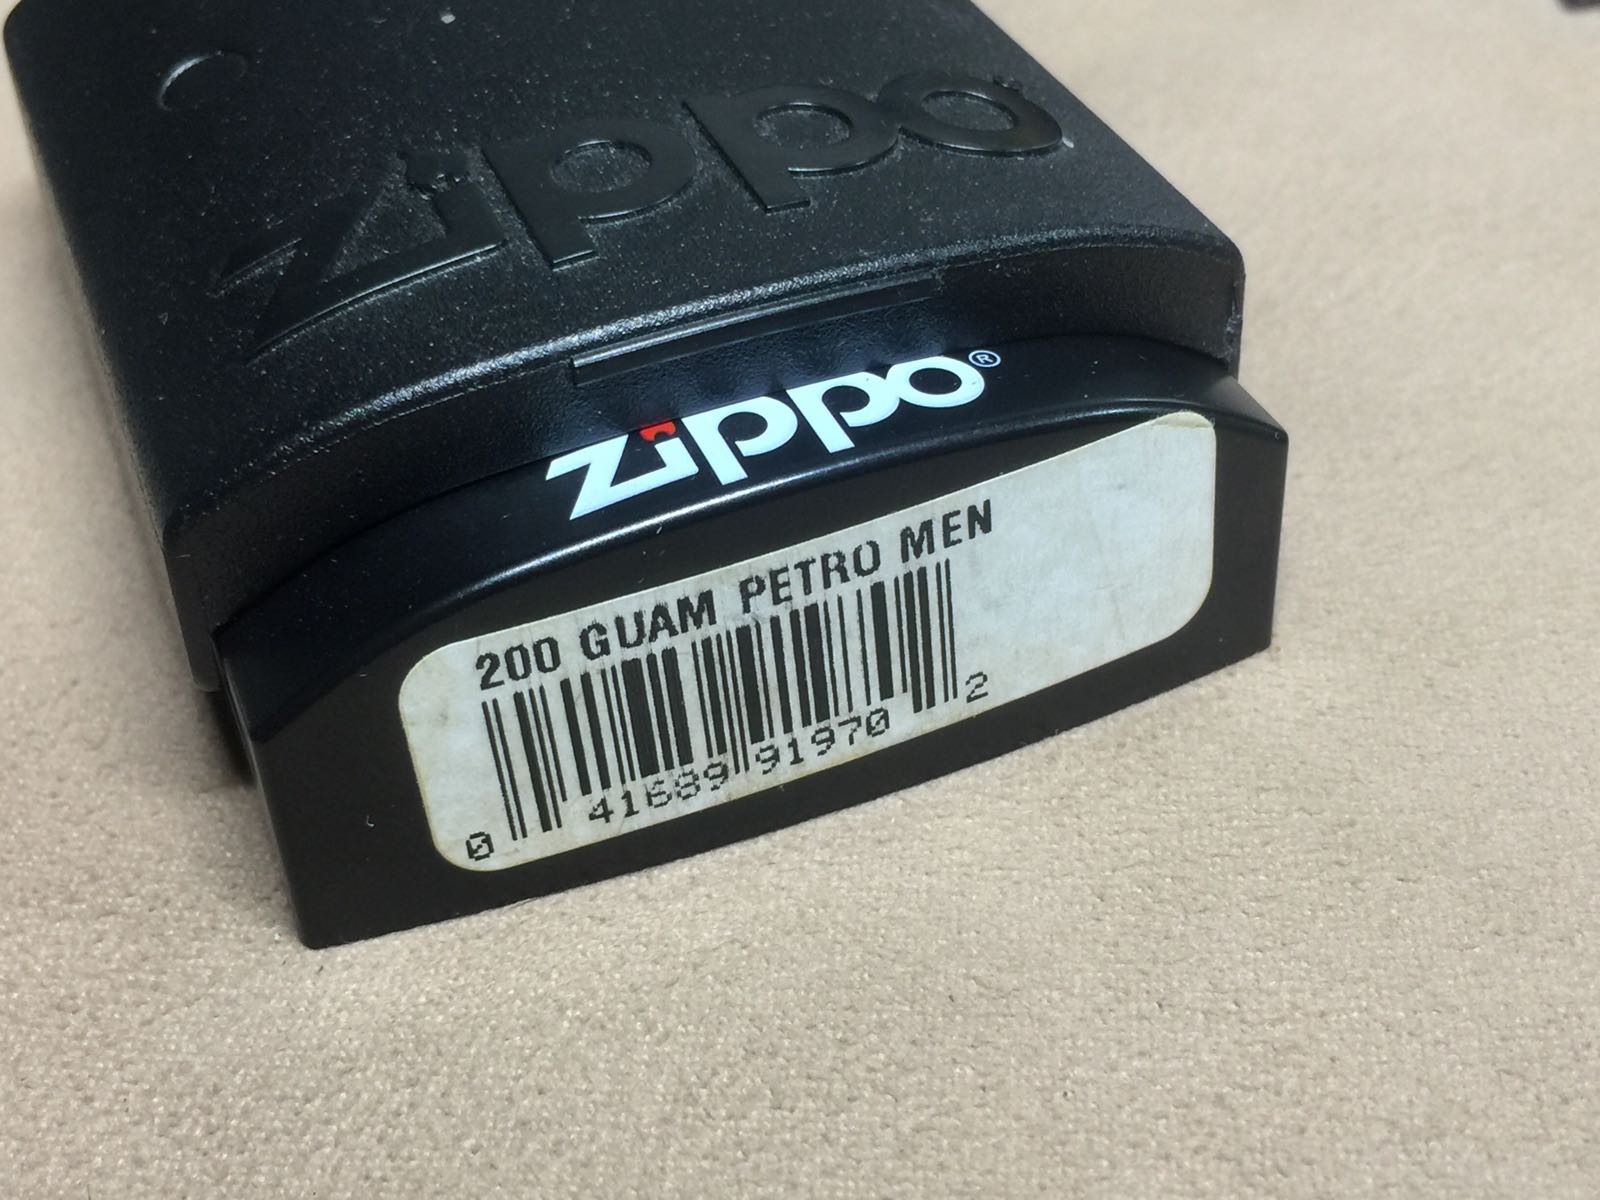 zippo
zippo®
200 GUAM PETRO MEN
0 41689 91970 2